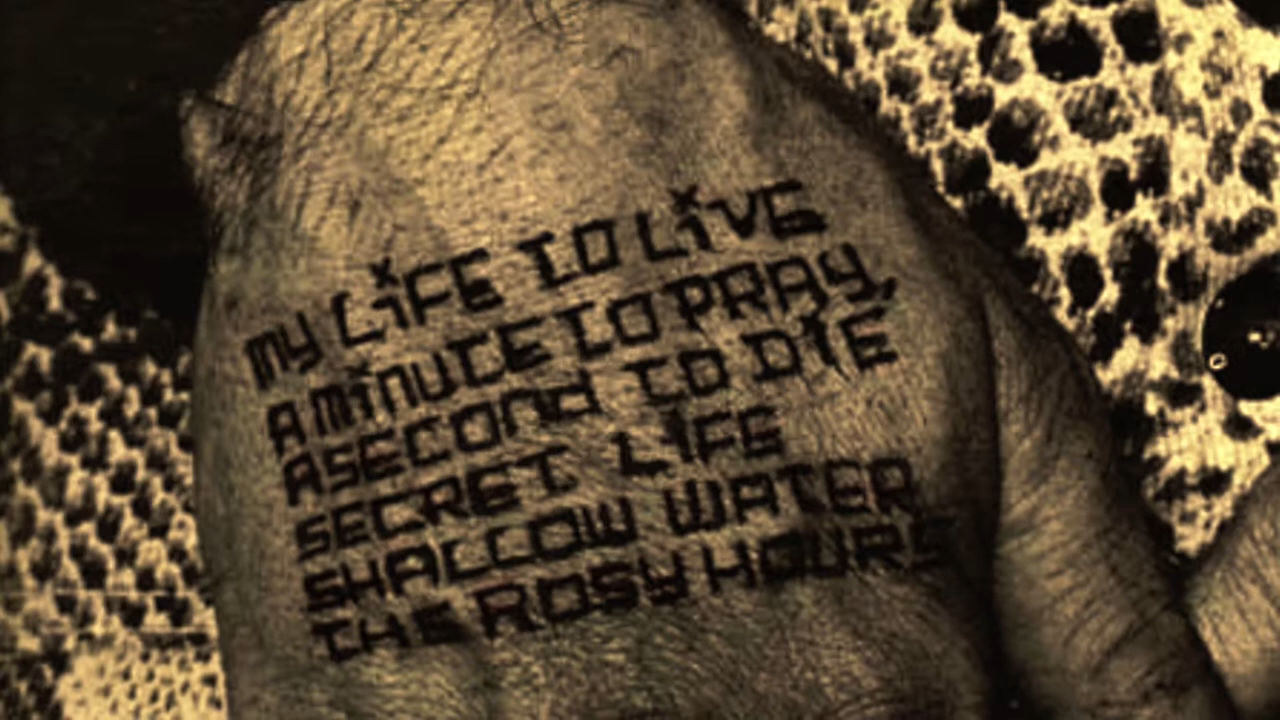 MY LiFE TO LiVE
A MiNUTE TO PRAY,
A SECOND TO DIE
SECRET LIFE
SHALLOW WATER
THE ROSY HOURS